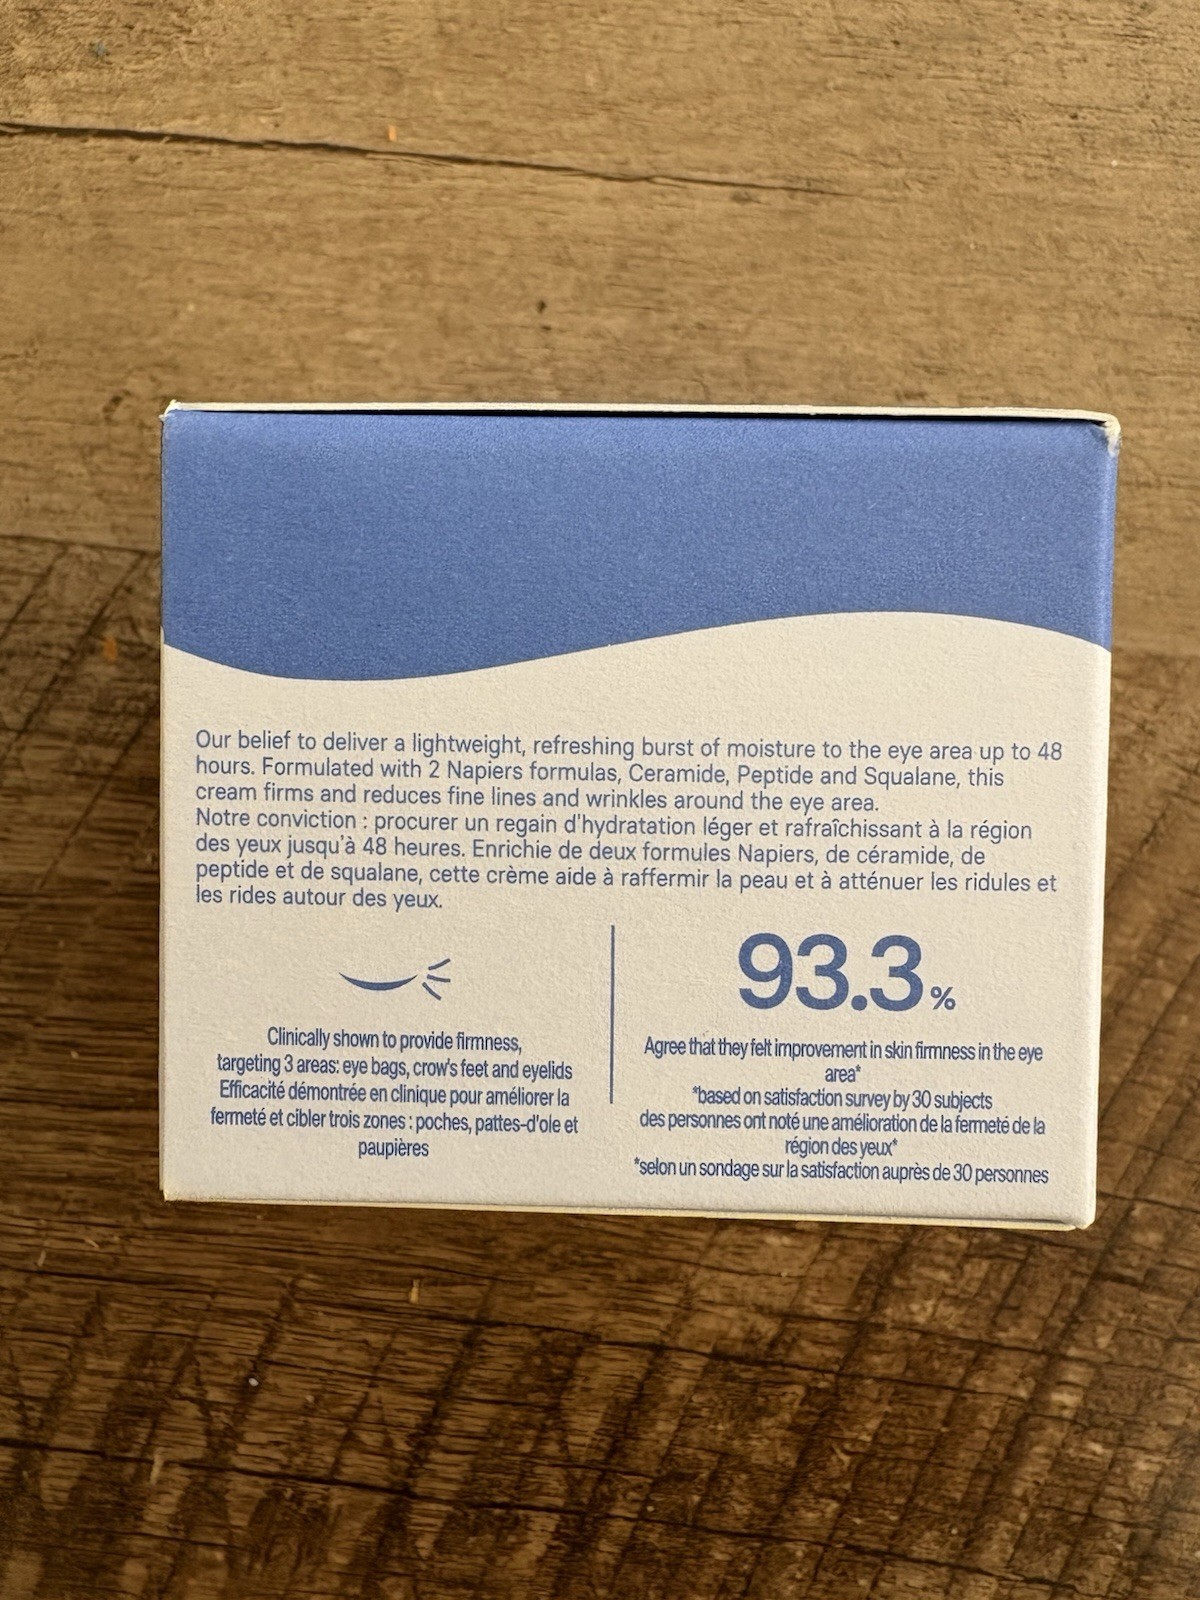 Our belief to deliver a lightweight, refreshing burst of moisture to the eye area up to 48
hours. Formulated with 2 Napiers formulas, Ceramide, Peptide and Squalane, this
cream firms and reduces fine lines and wrinkles around the eye area.
Notre conviction : procurer un regain d'hydratation léger et rafraîchissant à la région
des yeux jusqu'à 48 heures. Enrichie de deux formules Napiers, de céramide, de
peptide et de squalane, cette crème aide à raffermir la peau et à atténuer les ridules et
les rides autour des yeux.
Clinically shown to provide firmness,
targeting 3 areas: eye bags, crow's feet and eyelids
Efficacité démontrée en clinique pour améliorer la
fermeté et cibler trois zones : poches, pattes-d'oie et
paupières
93.3%
Agree that they felt improvement in skin firmness in the eye
area*
*based on satisfaction survey by 30 subjects
des personnes ont noté une amélioration de la fermeté de la
région des yeux*
*selon un sondage sur la satisfaction auprès de 30 personnes